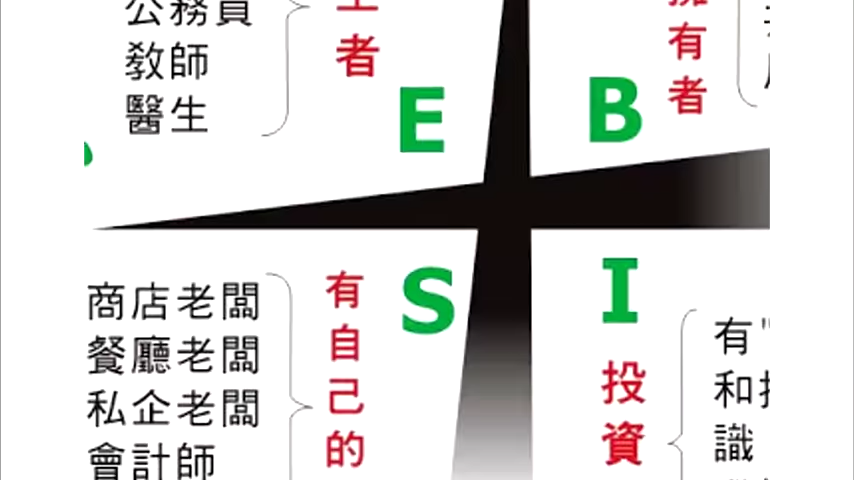 公務員
教師
醫生
者
E
B
有
者
商店老闆
餐廳老闆
私企老闆
會計師
有自己的
S
I
投資
有"
和
識